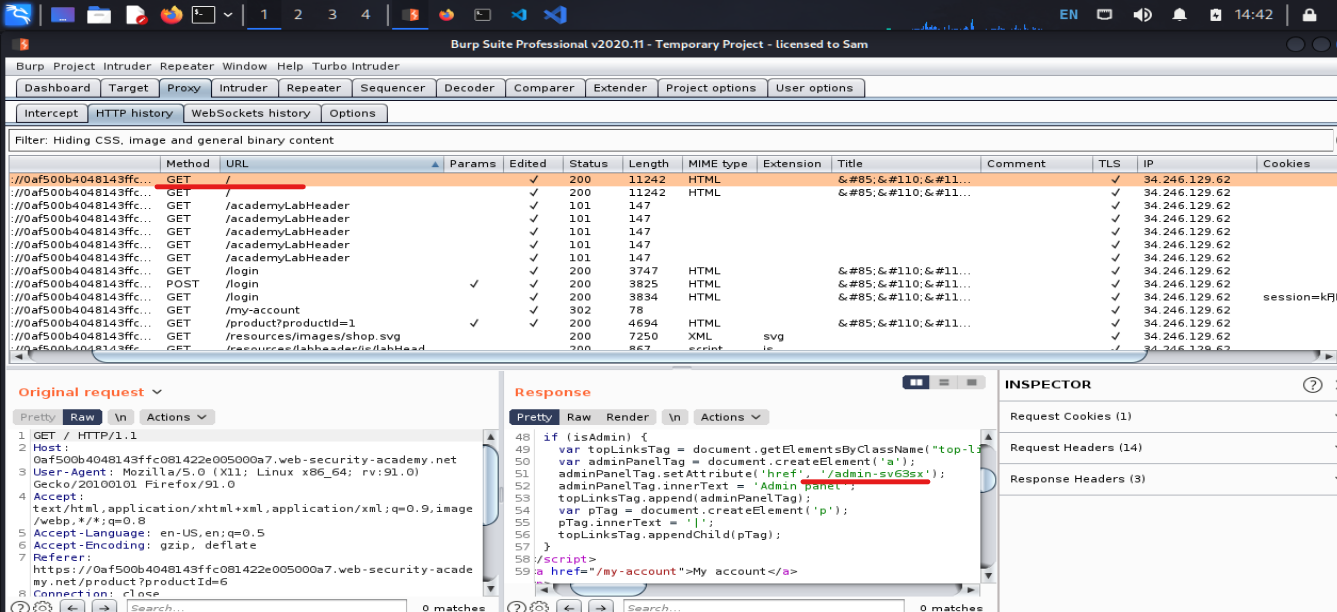 1 2 3 4 EN 14:42
Burp Suite Professional v2020.11 - Temporary Project - licensed to Sam
Burp Project Intruder Repeater Window Help Turbo Intruder
Dashboard Target Proxy Intruder Repeater Sequencer Decoder Comparer Extender Project options User options
Intercept HTTP history WebSockets history Options
Filter: Hiding CSS, image and general binary content
Method URL Params Edited Status Length MIME type Extension Title Comment TLS IP Cookies
://0af500b4048143ffc... GET / ✓ 200 11242 HTML &#85;&#110;&#11... ✓ 34.246.129.62
://0af500b4048143ffc... GET / ✓ 200 11242 HTML &#85;&#110;&#11... ✓ 34.246.129.62
://0af500b4048143ffc... GET /academyLabHeader ✓ 101 147 ✓ 34.246.129.62
://0af500b4048143ffc... GET /academyLabHeader ✓ 101 147 ✓ 34.246.129.62
://0af500b4048143ffc... GET /academyLabHeader ✓ 101 147 ✓ 34.246.129.62
://0af500b4048143ffc... GET /academyLabHeader ✓ 101 147 ✓ 34.246.129.62
://0af500b4048143ffc... GET /academyLabHeader ✓ 101 147 ✓ 34.246.129.62
://0af500b4048143ffc... GET /login ✓ 200 3747 HTML &#85;&#110;&#11... ✓ 34.246.129.62
://0af500b4048143ffc... POST /login ✓ ✓ 200 3825 HTML &#85;&#110;&#11... ✓ 34.246.129.62
://0af500b4048143ffc... GET /login ✓ 200 3834 HTML &#85;&#110;&#11... ✓ 34.246.129.62
://0af500b4048143ffc... GET /my-account ✓ 302 78 ✓ 34.246.129.62
://0af500b4048143ffc... GET /product?productId=1 ✓ ✓ 200 4694 HTML &#85;&#110;&#11... ✓ 34.246.129.62
://0af500b4048143ffc... GET /resources/images/shop.svg 200 7250 XML svg ✓ 34.246.129.62
://0af500b4048143ffc... GET /resources/labheader/js/labHead... 200 867 script js ✓ 34.246.129.62
Original request
Pretty Raw \n Actions
1 GET / HTTP/1.1
2 Host:
0af500b4048143ffc081422e005000a7.web-security-academy.net
3 User-Agent: Mozilla/5.0 (X11; Linux x86_64; rv:91.0)
Gecko/20100101 Firefox/91.0
4 Accept:
text/html,application/xhtml+xml,application/xml;q=0.9,image
/webp,*/*;q=0.8
5 Accept-Language: en-US,en;q=0.5
6 Accept-Encoding: gzip, deflate
7 Referer:
https://0af500b4048143ffc081422e005000a7.web-security-acade
my.net/product?productId=6
8 Connection: close
Search... 0 matches
Response
Pretty Raw Render \n Actions
48 if (isAdmin) {
49 var topLinksTag = document.getElementsByClassName("top-li
50 var adminPanelTag = document.createElement('a');
51 adminPanelTag.setAttribute('href', '/admin-sv63sx');
52 adminPanelTag.innerText = 'Admin panel';
53 topLinksTag.append(adminPanelTag);
54 var pTag = document.createElement('p');
55 pTag.innerText = '|';
56 topLinksTag.appendChild(pTag);
57 }
58 /script>
59 a href="/my-account">My account</a>
Search... 0 matches
INSPECTOR
Request Cookies (1)
Request Headers (14)
Response Headers (3)